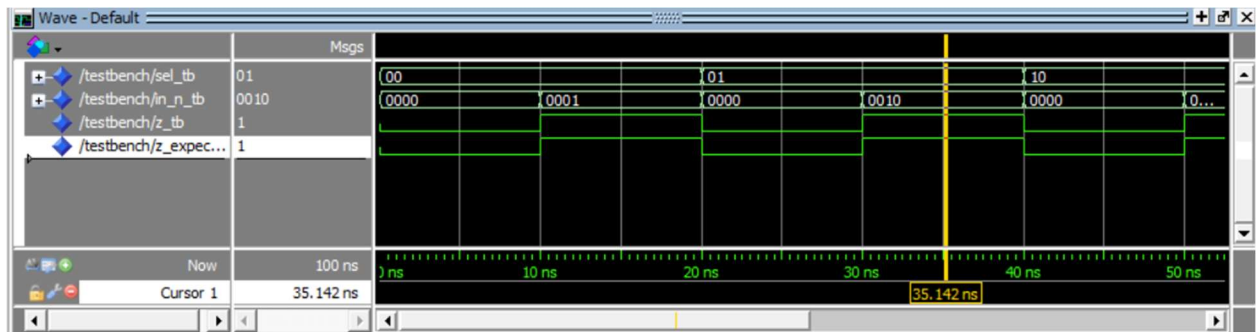 Wave - Default
Msgs
/testbench/sel_tb 01 00 01 10
/testbench/in_n_tb 0010 0000 0001 0000 0010 0000 0...
/testbench/z_tb 1
/testbench/z_expec... 1
Now 100 ns ns 10 ns 20 ns 30 ns 40 ns 50 ns
Cursor 1 35.142 ns 35.142 ns